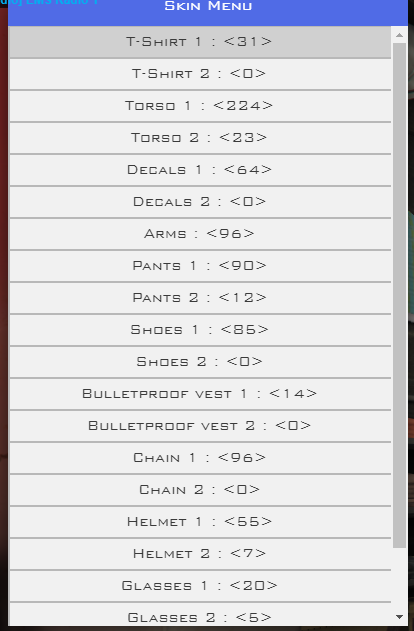 Skin Menu
T-Shirt 1 : <31>
T-Shirt 2 : <0>
Torso 1 : <224>
Torso 2 : <23>
Decals 1 : <64>
Decals 2 : <0>
Arms : <96>
Pants 1 : <90>
Pants 2 : <12>
Shoes 1 : <85>
Shoes 2 : <0>
Bulletproof vest 1 : <14>
Bulletproof vest 2 : <0>
Chain 1 : <96>
Chain 2 : <0>
Helmet 1 : <55>
Helmet 2 : <7>
Glasses 1 : <20>
Glasses 2 : <5>